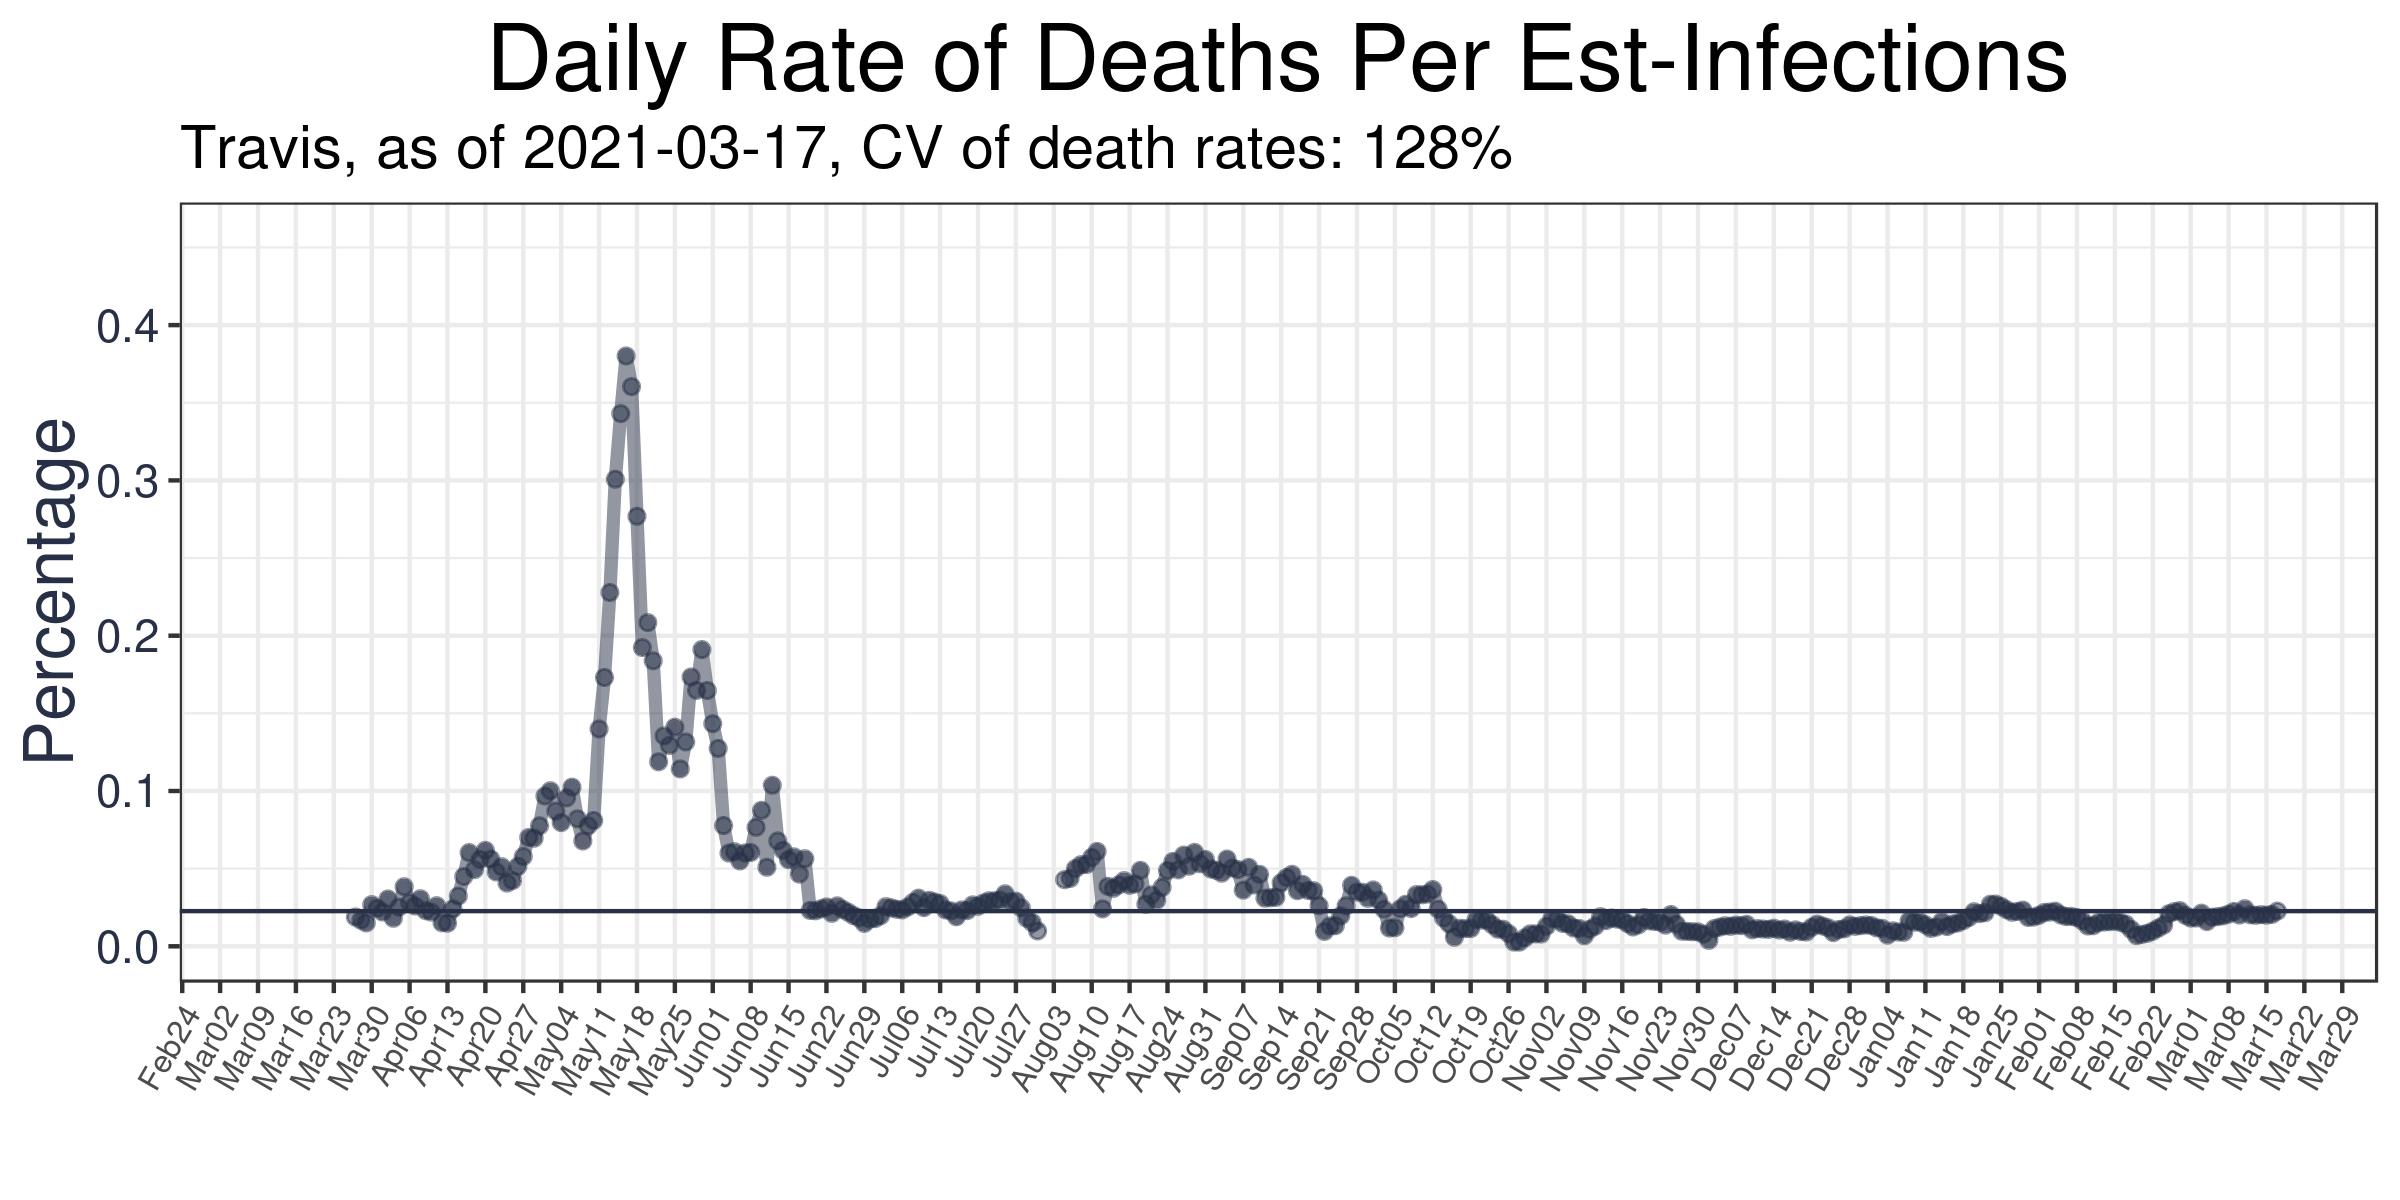 Daily Rate of Deaths Per Est-Infections
Travis, as of 2021-03-17, CV of death rates: 128%
Percentage
0.4
0.3
0.2
0.1
0.0
Feb24
Mar02
Mar09
Mar16
Mar23
Mar30
Apr06
Apr13
Apr20
Apr27
May04
May11
May18
May25
Jun01
Jun08
Jun15
Jun22
Jun29
Jul06
Jul13
Jul20
Jul27
Aug03
Aug10
Aug17
Aug24
Aug31
Sep07
Sep14
Sep21
Sep28
Oct05
Oct12
Oct19
Oct26
Nov02
Nov09
Nov16
Nov23
Nov30
Dec07
Dec14
Dec21
Dec28
Jan04
Jan11
Jan18
Jan25
Feb01
Feb08
Feb15
Feb22
Mar01
Mar08
Mar15
Mar22
Mar29